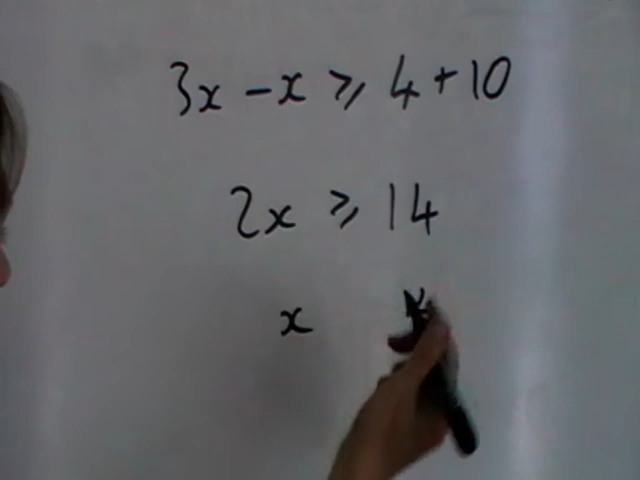 3x - x ⩾ 4 + 10
2x ⩾ 14
x